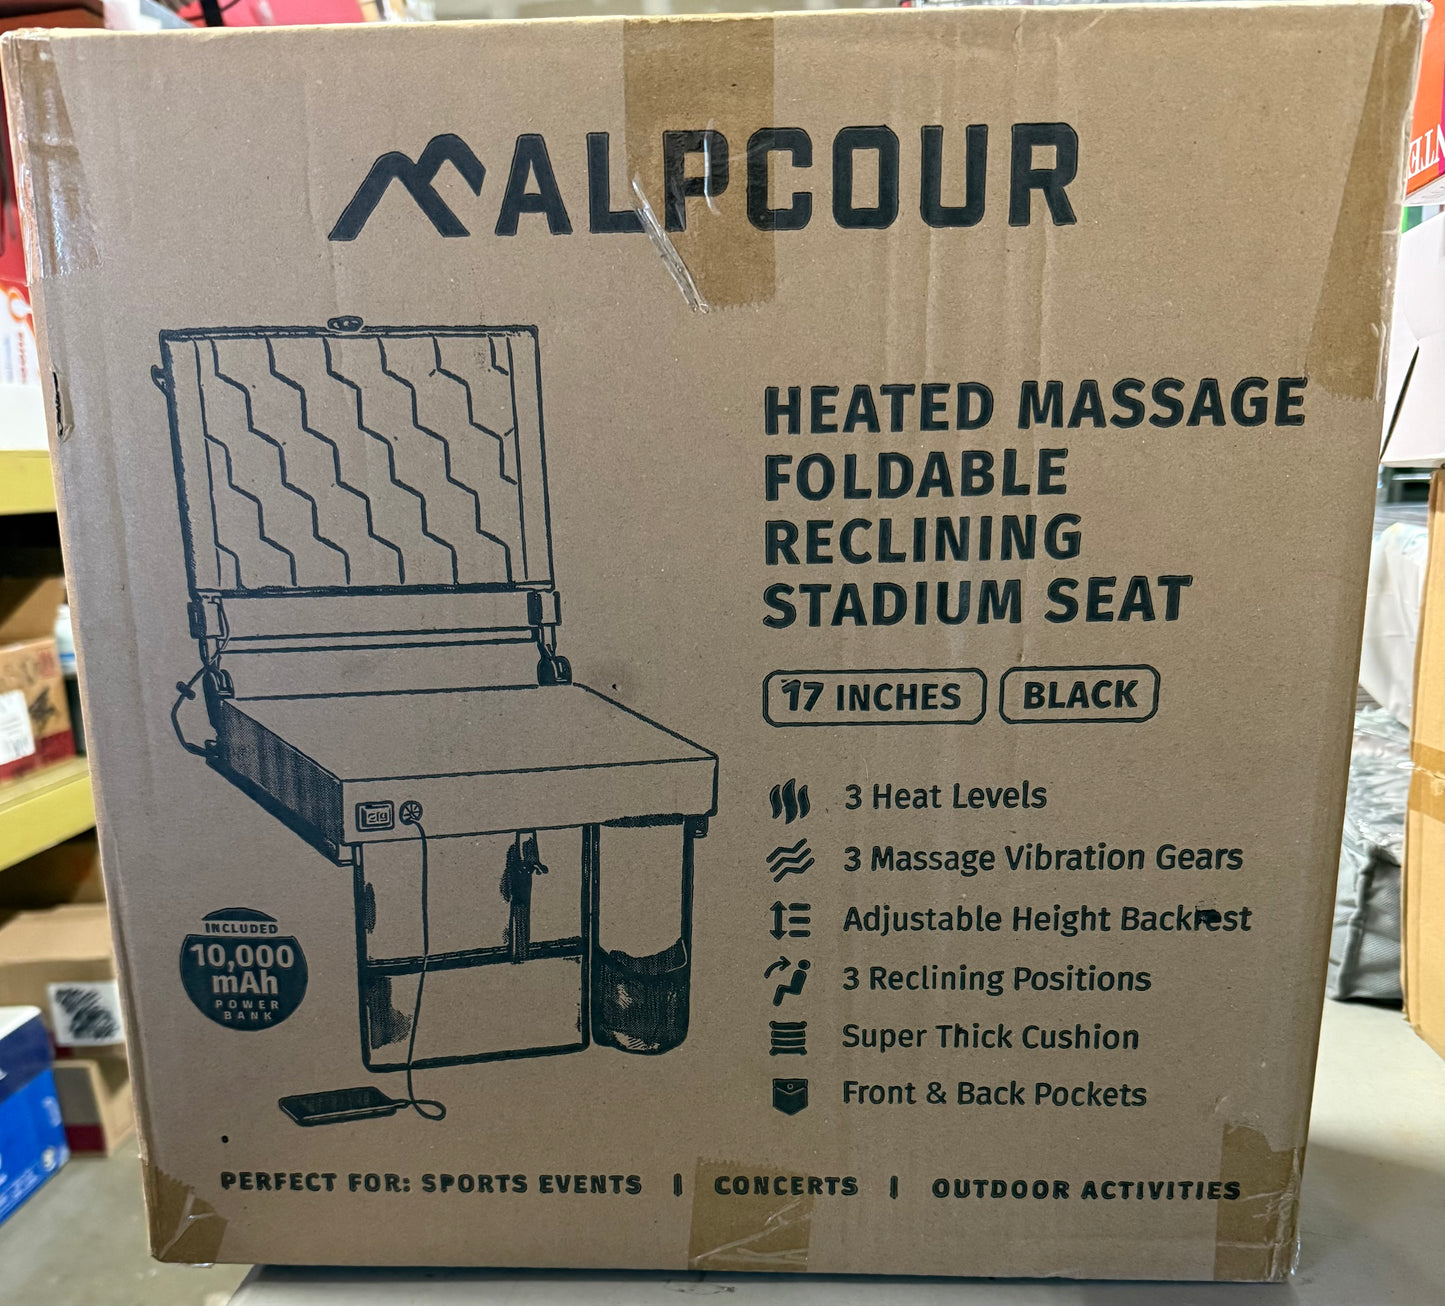 ALPCOUR
HEATED MASSAGE
FOLDABLE
RECLINING
STADIUM SEAT
17 INCHES
BLACK
3 Heat Levels
3 Massage Vibration Gears
Adjustable Height Backrest
3 Reclining Positions
Super Thick Cushion
Front & Back Pockets
INCLUDED
10,000
mAh
POWER
BANK
PERFECT FOR: SPORTS EVENTS | CONCERTS | OUTDOOR ACTIVITIES